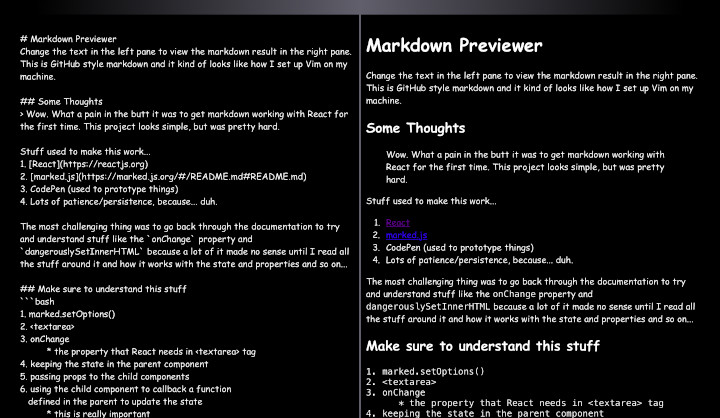 # Markdown Previewer
Change the text in the left pane to view the markdown result in the right pane.
This is GitHub style markdown and it kind of looks like how I set up Vim on my
machine.
## Some Thoughts
> Wow. What a pain in the butt it was to get markdown working with React for
the first time. This project looks simple, but was pretty hard.
Stuff used to make this work...
1. [React](https://reactjs.org)
2. [marked.js](https://marked.js.org/#/README.md#README.md)
3. CodePen (used to prototype things)
4. Lots of patience/persistence, because... duh.
The most challenging thing was to go back through the documentation to try
and understand stuff like the `onChange` property and
`dangerouslySetInnerHTML` because a lot of it made no sense until I read all
the stuff around it and how it works with the state and properties and so on...
## Make sure to understand this stuff
```bash
1. marked.setOptions()
2. <textarea>
3. onChange
* the property that React needs in <textarea> tag
4. keeping the state in the parent component
5. passing props to the child components
6. using the child component to callback a function
defined in the parent to update the state
* this is really important
Markdown Previewer
Change the text in the left pane to view the markdown result in the right pane.
This is GitHub style markdown and it kind of looks like how I set up Vim on my
machine.
Some Thoughts
Wow. What a pain in the butt it was to get markdown working with
React for the first time. This project looks simple, but was pretty
hard.
Stuff used to make this work...
1. React
2. marked.js
3. CodePen (used to prototype things)
4. Lots of patience/persistence, because... duh.
The most challenging thing was to go back through the documentation to try
and understand stuff like the onChange property and
dangerouslySetInnerHTML because a lot of it made no sense until I read all
the stuff around it and how it works with the state and properties and so on...
Make sure to understand this stuff
1. marked.setOptions()
2. <textarea>
3. onChange
* the property that React needs in <textarea> tag
4. keeping the state in the parent component